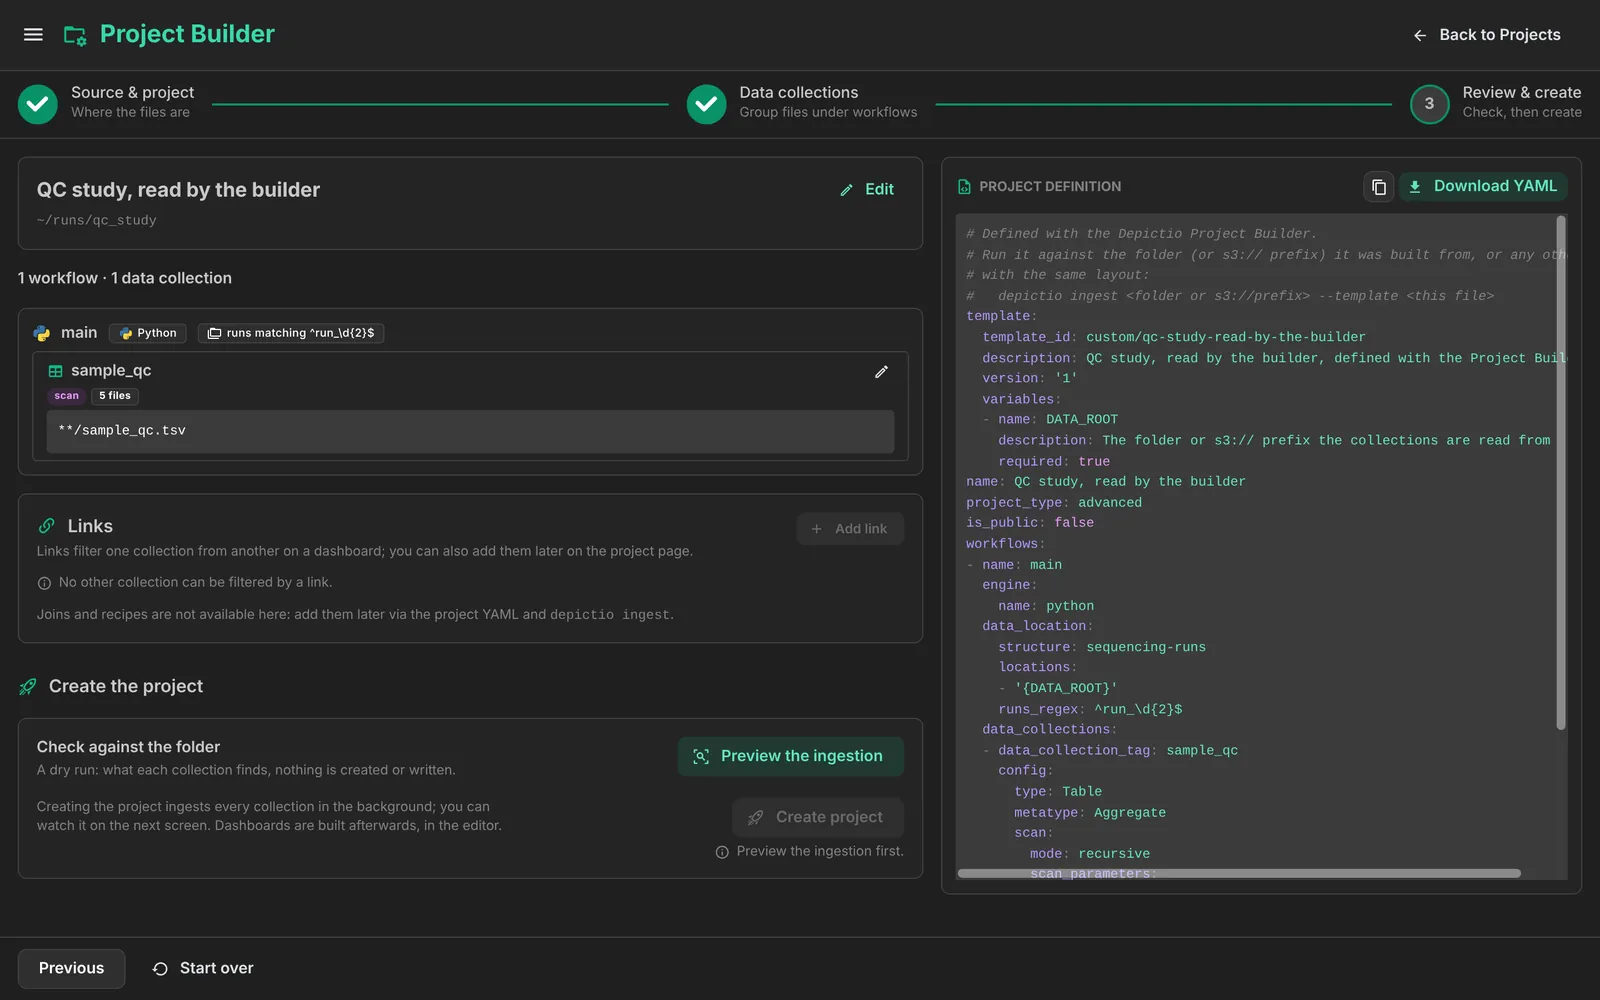 Project Builder
Back to Projects
Source & project
Where the files are
Data collections
Group files under workflows
3
Review & create
Check, then create
QC study, read by the builder
Edit
~/runs/qc_study
1 workflow · 1 data collection
main
Python
runs matching ^run_\d{2}$
sample_qc
scan
5 files
**/sample_qc.tsv
Links
Add link
Links filter one collection from another on a dashboard; you can also add them later on the project page.
No other collection can be filtered by a link.
Joins and recipes are not available here: add them later via the project YAML and depictio ingest.
Create the project
Check against the folder
A dry run: what each collection finds, nothing is created or written.
Preview the ingestion
Creating the project ingests every collection in the background; you can
watch it on the next screen. Dashboards are built afterwards, in the editor.
Create project
Preview the ingestion first.
PROJECT DEFINITION
Download YAML
# Defined with the Depictio Project Builder.
# Run it against the folder (or s3:// prefix) it was built from, or any oth
# with the same layout:
#   depictio ingest <folder or s3://prefix> --template <this file>
template:
  template_id: custom/qc-study-read-by-the-builder
  description: QC study, read by the builder, defined with the Project Buil
  version: '1'
  variables:
  - name: DATA_ROOT
    description: The folder or s3:// prefix the collections are read from
    required: true
name: QC study, read by the builder
project_type: advanced
is_public: false
workflows:
- name: main
  engine:
    name: python
  data_location:
    structure: sequencing-runs
    locations:
    - '{DATA_ROOT}'
    runs_regex: ^run_\d{2}$
  data_collections:
  - data_collection_tag: sample_qc
    config:
      type: Table
      metatype: Aggregate
      scan:
        mode: recursive
        scan_parameters:
Previous
Start over